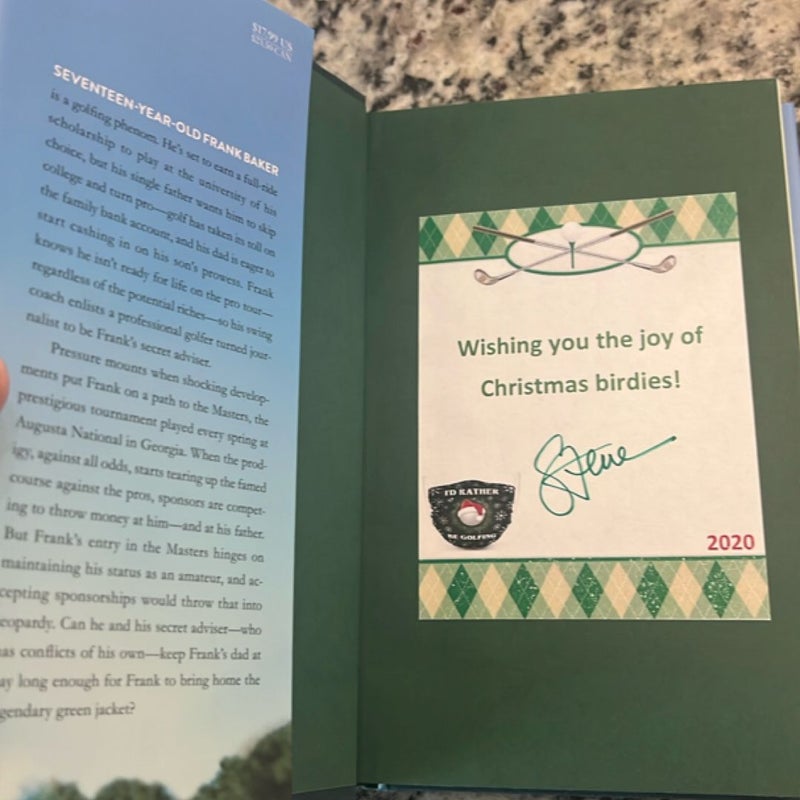 $17.99 US
SEVENTEEN-YEAR-OLD FRANK BAKER
is a golfing phenom. He's set to earn a full-ride
scholarship to play at the university of his
choice, but his single father wants him to skip
college and turn pro—golf has taken its toll on
the family bank account, and his dad is eager to
start cashing in on his son's prowess. Frank
knows he isn't ready for life on the pro tour—
regardless of the potential riches—so his swing
coach enlists a professional golfer turned jour-
nalist to be Frank's secret adviser.
Pressure mounts when shocking develop-
ments put Frank on a path to the Masters, the
prestigious tournament played every spring at
Augusta National in Georgia. When the prod-
igy, against all odds, starts tearing up the famed
course against the pros, sponsors are compet-
ing to throw money at him—and at his father.
But Frank's entry in the Masters hinges on
maintaining his status as an amateur, and ac-
cepting sponsorships would throw that into
eopardy. Can he and his secret adviser—who
as conflicts of his own—keep Frank's dad at
ay long enough for Frank to bring home the
gendary green jacket?
Wishing you the joy of
Christmas birdies!
Steve
I'D RATHER
BE GOLFING
2020